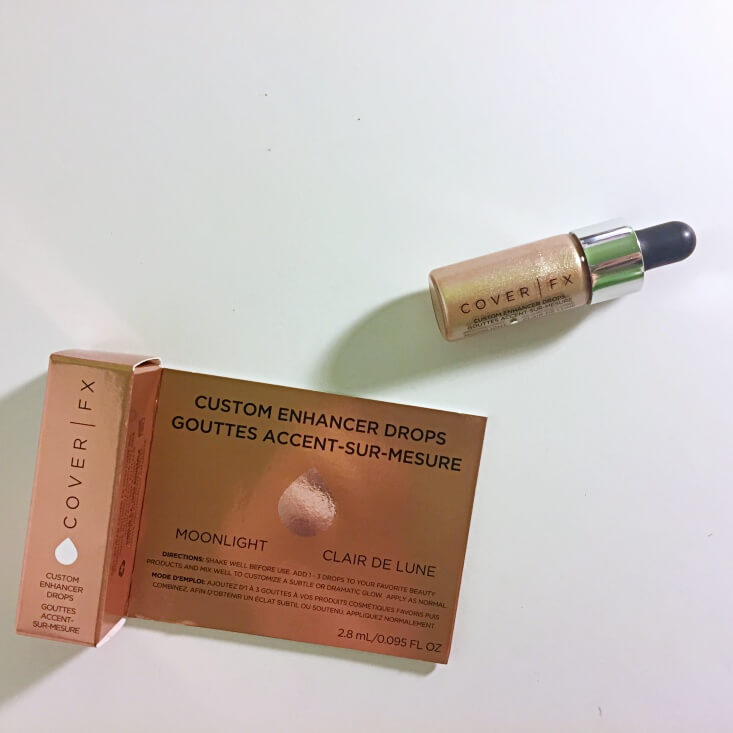 COVER | FX
CUSTOM ENHANCER DROPS
GOUTTES ACCENT-SUR-MESURE
COVER | FX
CUSTOM
ENHANCER
DROPS
GOUTTES
ACCENT-
SUR-MESURE
CUSTOM ENHANCER DROPS
GOUTTES ACCENT-SUR-MESURE
MOONLIGHT
CLAIR DE LUNE
DIRECTIONS: SHAKE WELL BEFORE USE. ADD 1 - 3 DROPS TO YOUR FAVORITE BEAUTY
PRODUCTS AND MIX WELL TO CUSTOMIZE A SUBTLE OR DRAMATIC GLOW. APPLY AS NORMAL
MODE D'EMPLOI: AJOUTEZ 1 À 3 GOUTTES À VOS PRODUITS COSMÉTIQUES FAVORIS PUIS
COMBINEZ, AFIN D'OBTENIR UN ÉCLAT SUBTIL OU SOUTENU. APPLIQUEZ NORMALEMENT
2.8 mL/0.095 FL OZ